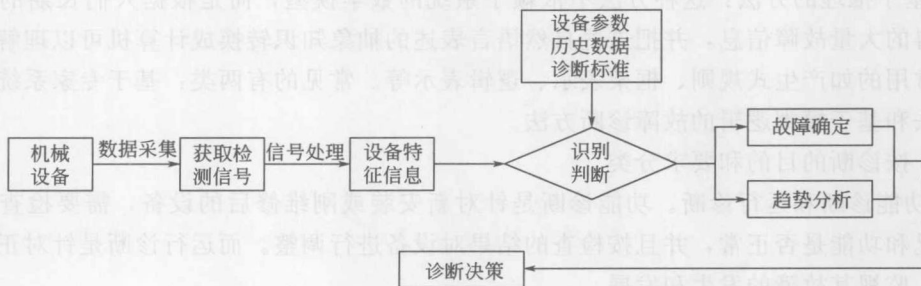 设备参数
历史数据
诊断标准
机械
设备
数据采集
获取检
测信号
信号处理
设备特
征信息
识别
判断
故障确定
趋势分析
诊断决策